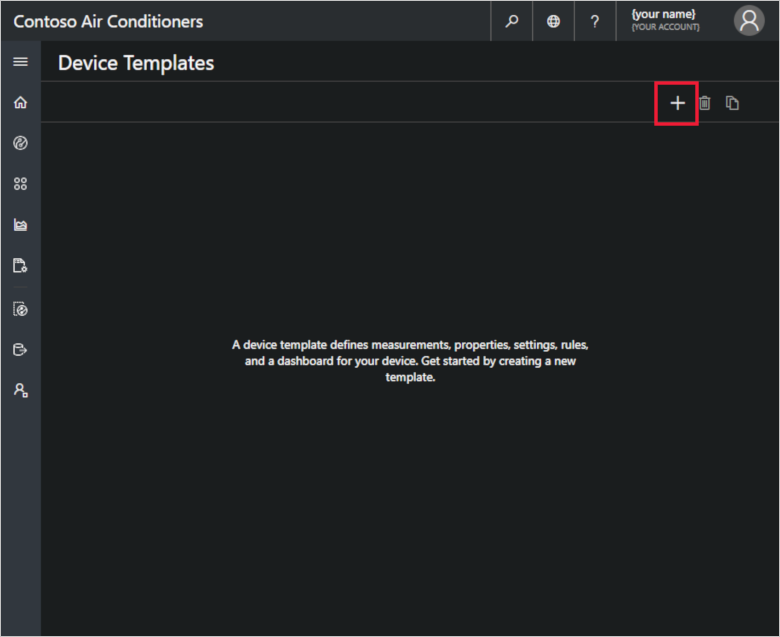 Contoso Air Conditioners
?
{your name}
{YOUR ACCOUNT}
Device Templates
A device template defines measurements, properties, settings, rules,
and a dashboard for your device. Get started by creating a new
template.